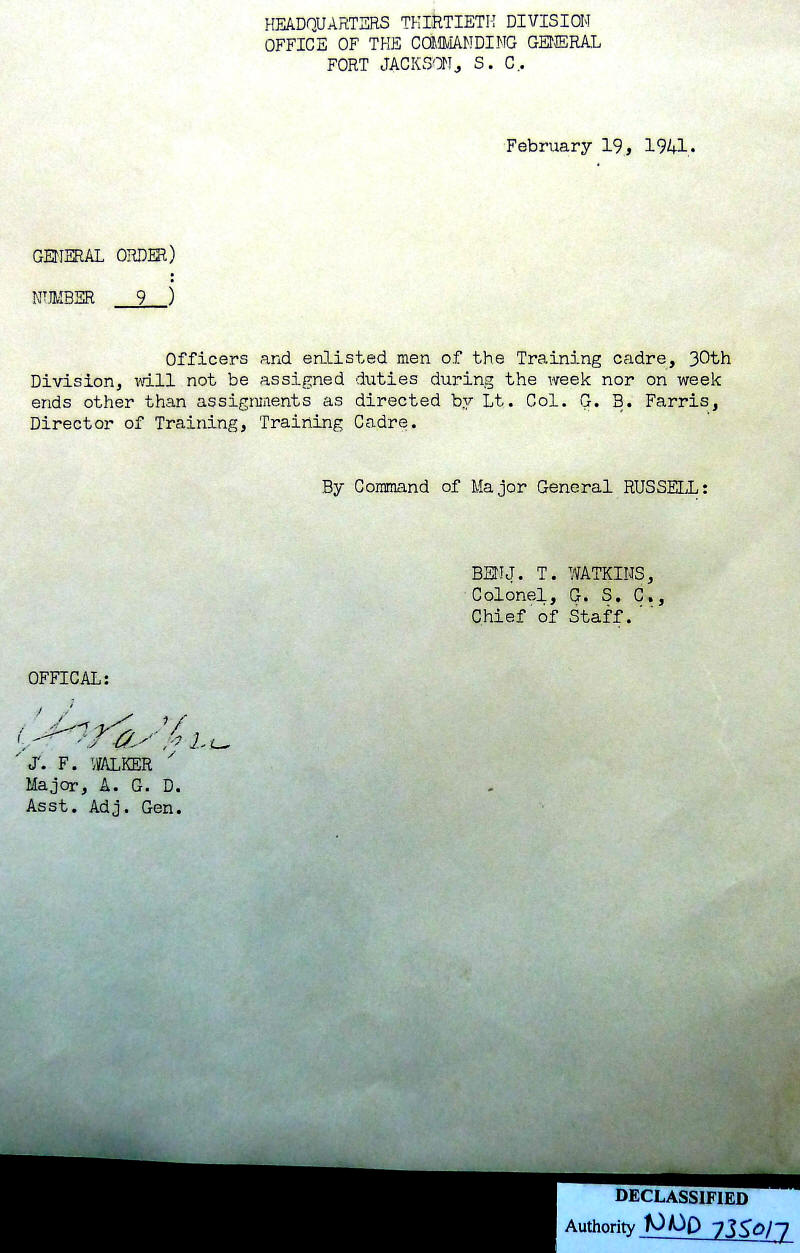 HEADQUARTERS THIRTIETH DIVISION
OFFICE OF THE COMMANDING GENERAL
FORT JACKSON, S. C.
February 19, 1941.
GENERAL ORDER)
:
NUMBER 9 )
Officers and enlisted men of the Training cadre, 30th
Division, will not be assigned duties during the week nor on week
ends other than assignments as directed by Lt. Col. G. B. Farris,
Director of Training, Training Cadre.
By Command of Major General RUSSELL:
BENJ. T. WATKINS,
Colonel, G. S. C.,
Chief of Staff.
OFFICAL:
J F Walker
J. F. WALKER
Major, A. G. D.
Asst. Adj. Gen.
DECLASSIFIED
Authority NND 735017